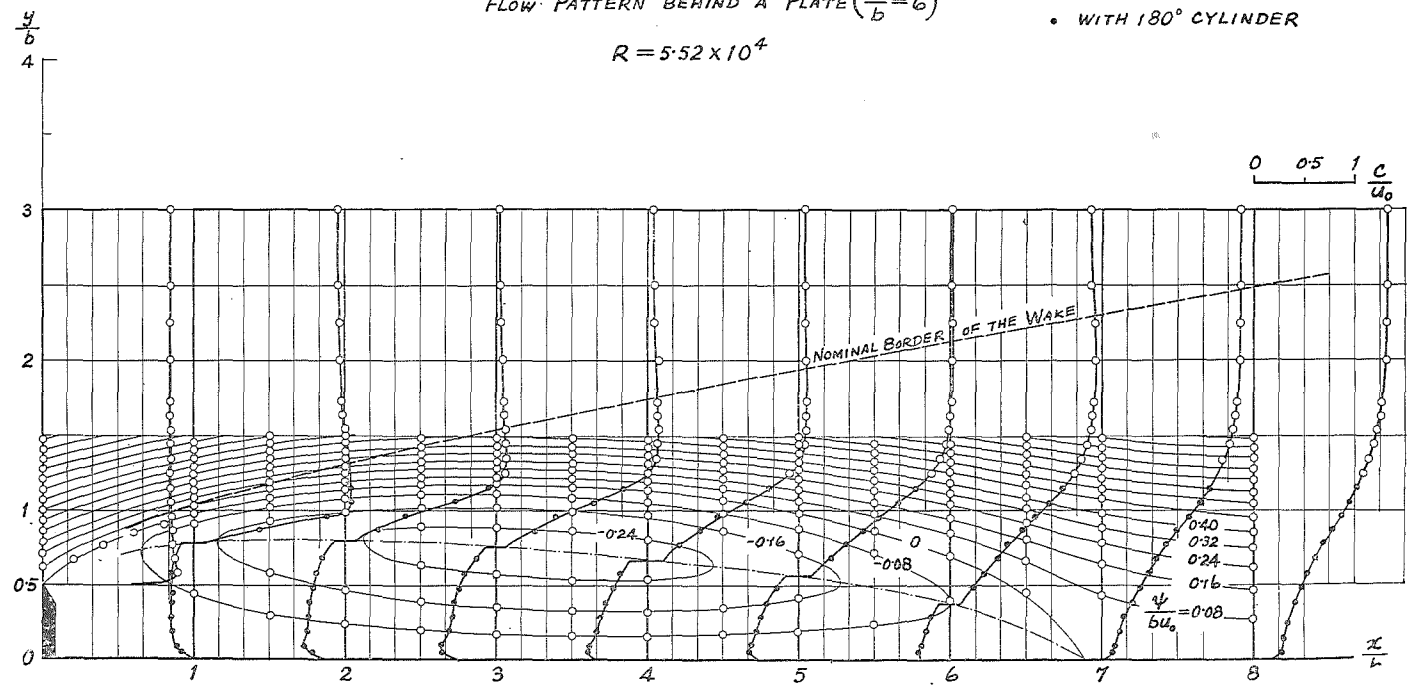 FLOW PATTERN BEHIND A PLATE ( /b = 6)
• WITH 180° CYLINDER
R = 5.52 × 10⁴
y/b
4
3
2
1
0.5
0
0 0.5 1 C/u₀
NOMINAL BORDER OF THE WAKE
-0.24
-0.16
-0.08
0
0.40
0.32
0.24
0.16
ψ/bu₀ = 0.08
1 2 3 4 5 6 7 8 x/b